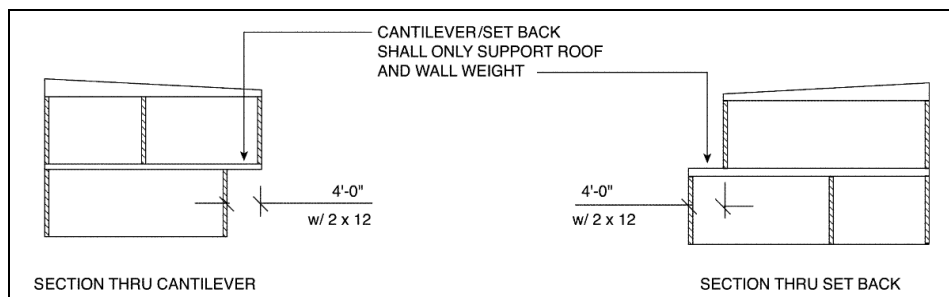 CANTILEVER/SET BACK
SHALL ONLY SUPPORT ROOF
AND WALL WEIGHT
4'-0"
w/ 2 x 12
4'-0"
w/ 2 x 12
SECTION THRU CANTILEVER
SECTION THRU SET BACK